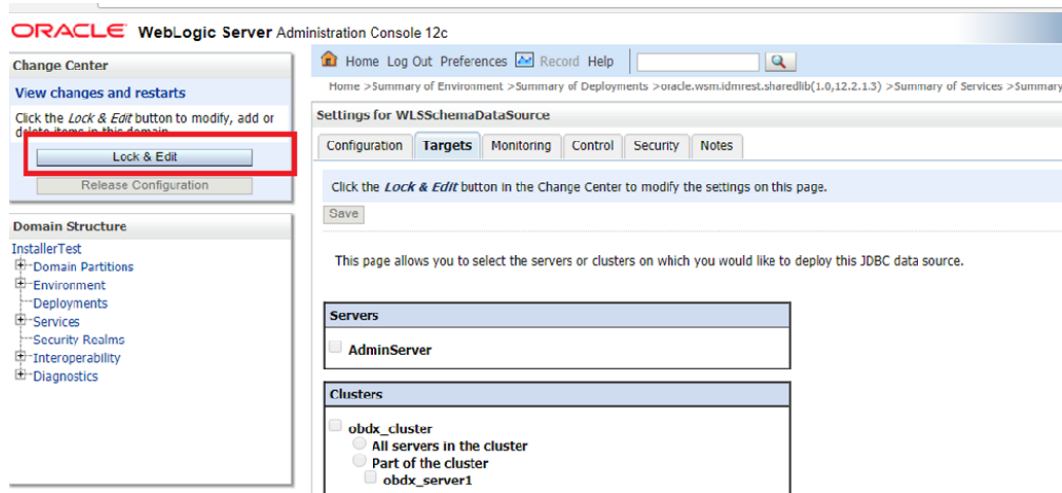 ORACLE WebLogic Server Administration Console 12c
Change Center
View changes and restarts
Click the Lock & Edit button to modify, add or
delete items in this domain.
Lock & Edit
Release Configuration
Domain Structure
InstallerTest
Domain Partitions
Environment
Deployments
Services
Security Realms
Interoperability
Diagnostics
Home Log Out Preferences Record Help
Home >Summary of Environment >Summary of Deployments >oracle.wsm.idmrest.sharedlib(1.0,12.2.1.3) >Summary of Services >Summary
Settings for WLSSchemaDataSource
Configuration Targets Monitoring Control Security Notes
Click the Lock & Edit button in the Change Center to modify the settings on this page.
Save
This page allows you to select the servers or clusters on which you would like to deploy this JDBC data source.
Servers
AdminServer
Clusters
obdx_cluster
All servers in the cluster
Part of the cluster
obdx_server1